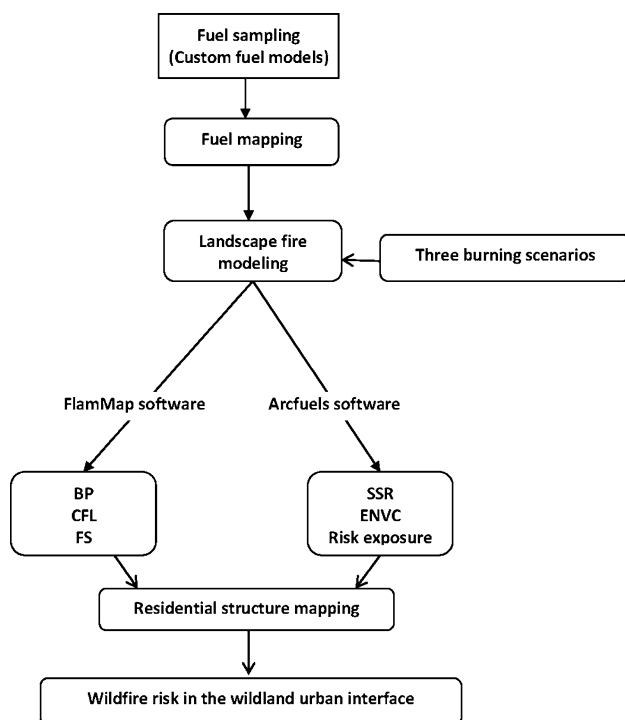 Fuel sampling
(Custom fuel models)
Fuel mapping
Landscape fire
modeling
Three burning scenarios
FlamMap software
Arcfuels software
BP
CFL
FS
SSR
ENVC
Risk exposure
Residential structure mapping
Wildfire risk in the wildland urban interface